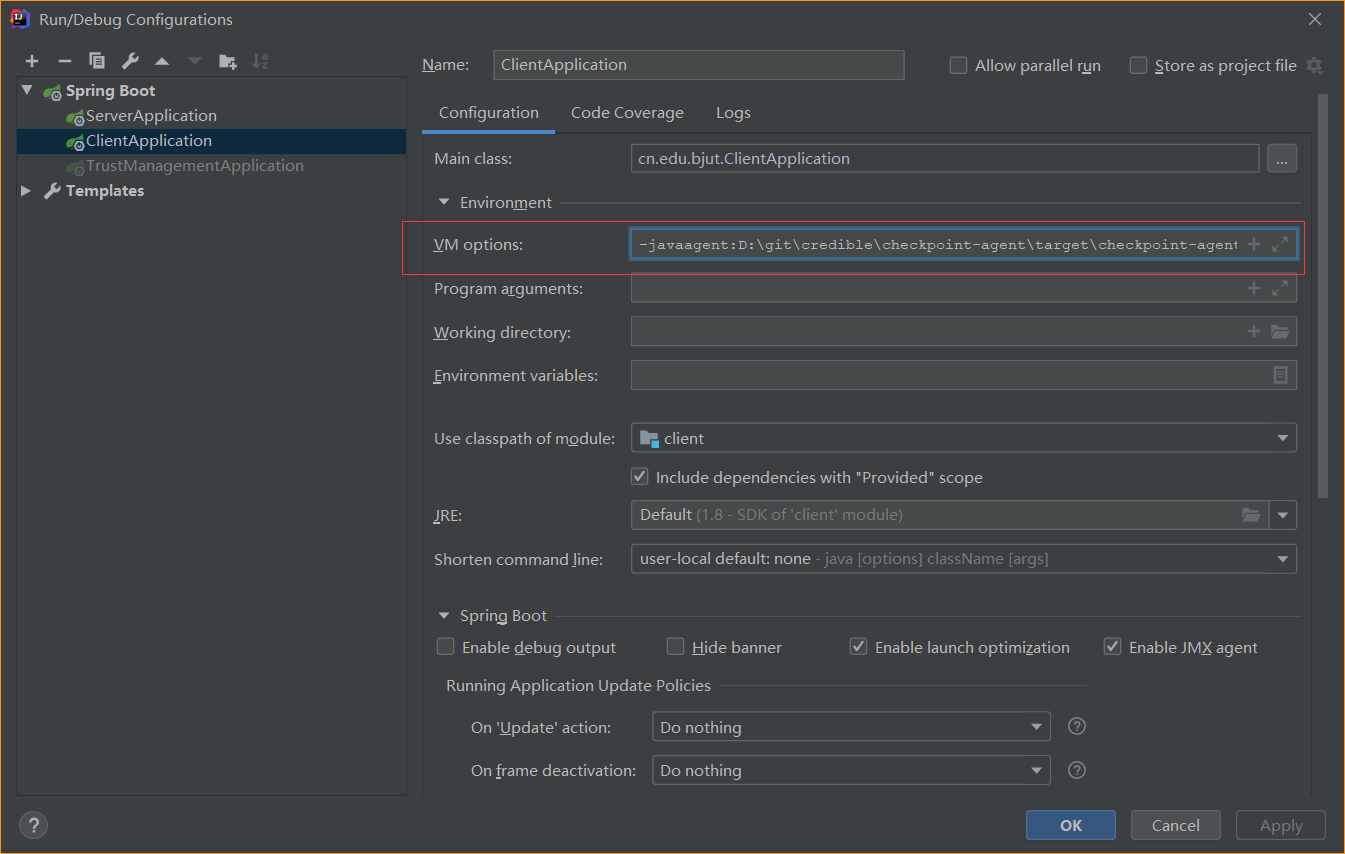 Run/Debug Configurations
Name: ClientApplication
Allow parallel run
Store as project file
Spring Boot
ServerApplication
ClientApplication
TrustManagementApplication
Templates
Configuration Code Coverage Logs
Main class: cn.edu.bjut.ClientApplication ...
Environment
VM options: -javaagent:D:\git\credible\checkpoint-agent\target\checkpoint-agent
Program arguments:
Working directory:
Environment variables:
Use classpath of module: client
Include dependencies with "Provided" scope
JRE: Default (1.8 - SDK of 'client' module)
Shorten command line: user-local default: none - java [options] className [args]
Spring Boot
Enable debug output Hide banner Enable launch optimization Enable JMX agent
Running Application Update Policies
On 'Update' action: Do nothing ?
On frame deactivation: Do nothing ?
? OK Cancel Apply